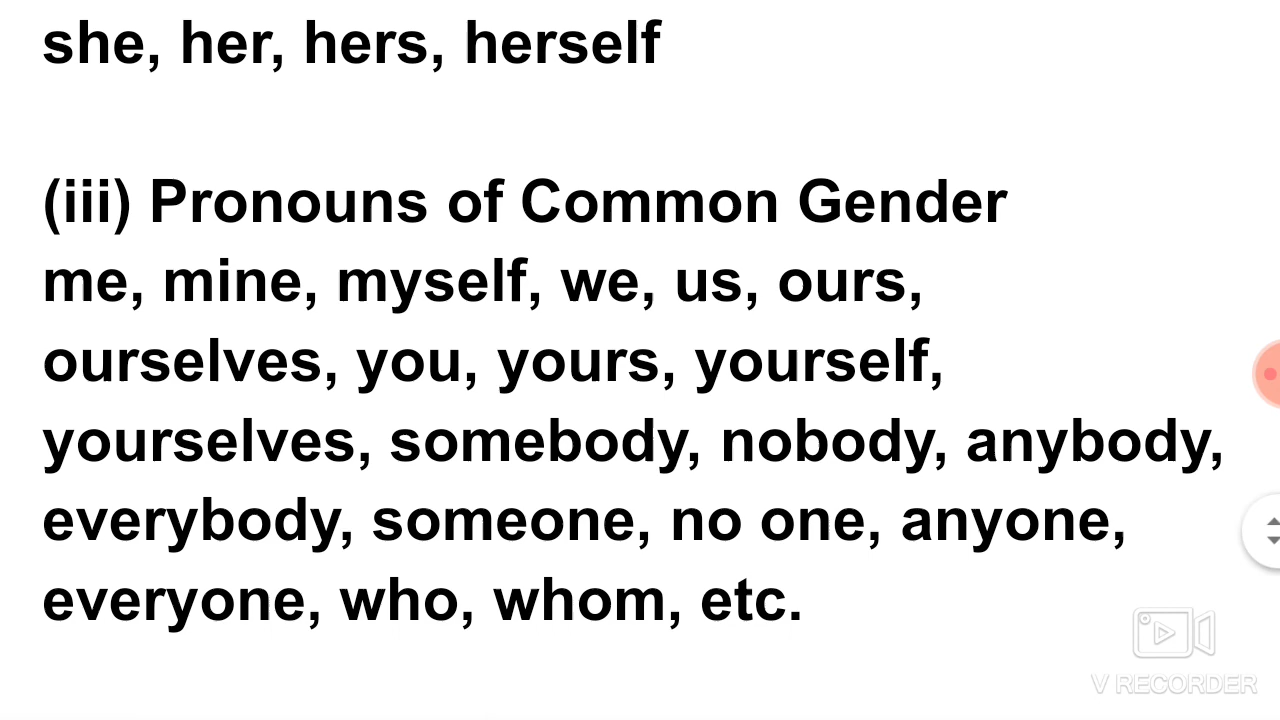 she, her, hers, herself
(iii) Pronouns of Common Gender
me, mine, myself, we, us, ours,
ourselves, you, yours, yourself,
yourselves, somebody, nobody, anybody,
everybody, someone, no one, anyone,
everyone, who, whom, etc.
V RECORDER